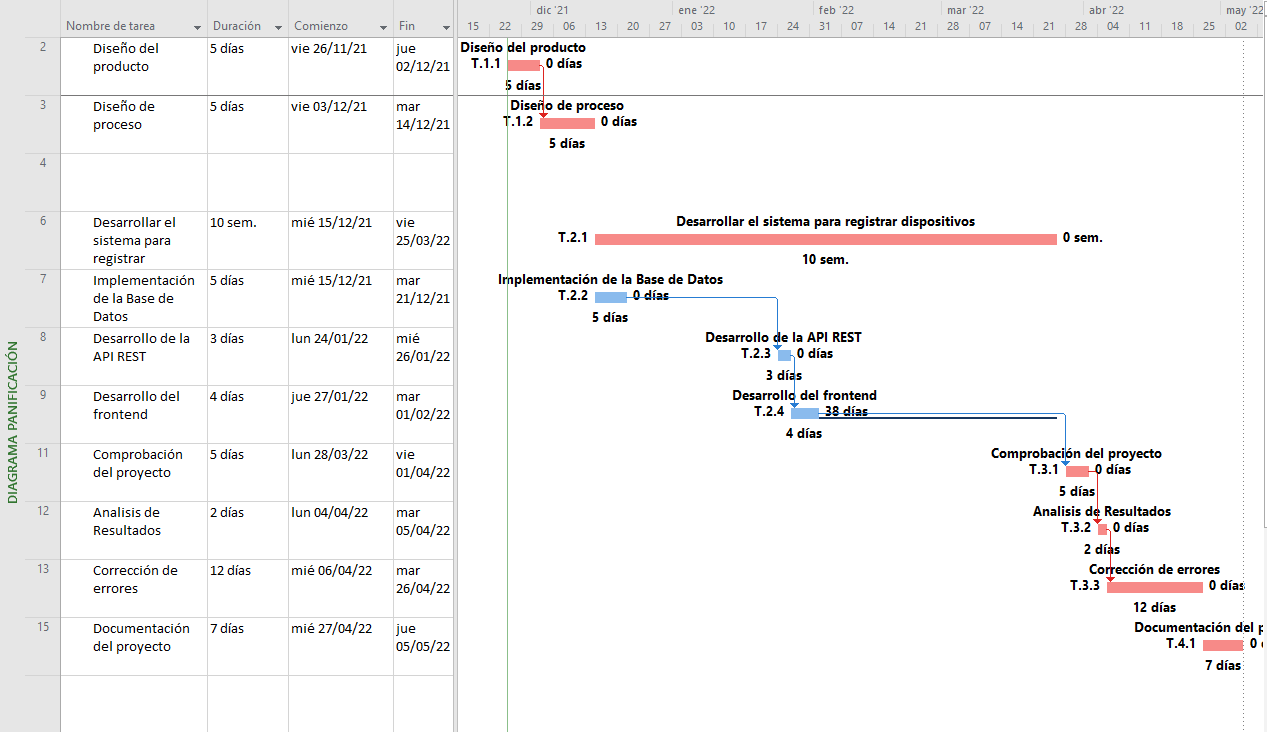 dic '21 ene '22 feb '22 mar '22 abr '22 may '22
Nombre de tarea Duración Comienzo Fin 15 22 29 06 13 20 27 03 10 17 24 31 07 14 21 28 07 14 21 28 04 11 18 25 02
2 Diseño del 5 días vie 26/11/21 jue
producto 02/12/21
Diseño del producto
T.1.1 0 días
5 días
3 Diseño de 5 días vie 03/12/21 mar
proceso 14/12/21
Diseño de proceso
T.1.2 0 días
5 días
4
6 Desarrollar el 10 sem. mié 15/12/21 vie
sistema para 25/03/22
registrar
Desarrollar el sistema para registrar dispositivos
T.2.1 0 sem.
10 sem.
7 Implementación 5 días mié 15/12/21 mar
de la Base de 21/12/21
Datos
Implementación de la Base de Datos
T.2.2 0 días
5 días
8 Desarrollo de la 3 días lun 24/01/22 mié
API REST 26/01/22
Desarrollo de la API REST
T.2.3 0 días
3 días
9 Desarrollo del 4 días jue 27/01/22 mar
frontend 01/02/22
Desarrollo del frontend
T.2.4 38 días
4 días
11 Comprobación 5 días lun 28/03/22 vie
del proyecto 01/04/22
Comprobación del proyecto
T.3.1 0 días
5 días
12 Analisis de 2 días lun 04/04/22 mar
Resultados 05/04/22
Analisis de Resultados
T.3.2 0 días
2 días
13 Corrección de 12 días mié 06/04/22 mar
errores 26/04/22
Corrección de errores
T.3.3 0 días
12 días
15 Documentación 7 días mié 27/04/22 jue
del proyecto 05/05/22
Documentación del p
T.4.1 0
7 días
DIAGRAMA PANIFICACIÓN